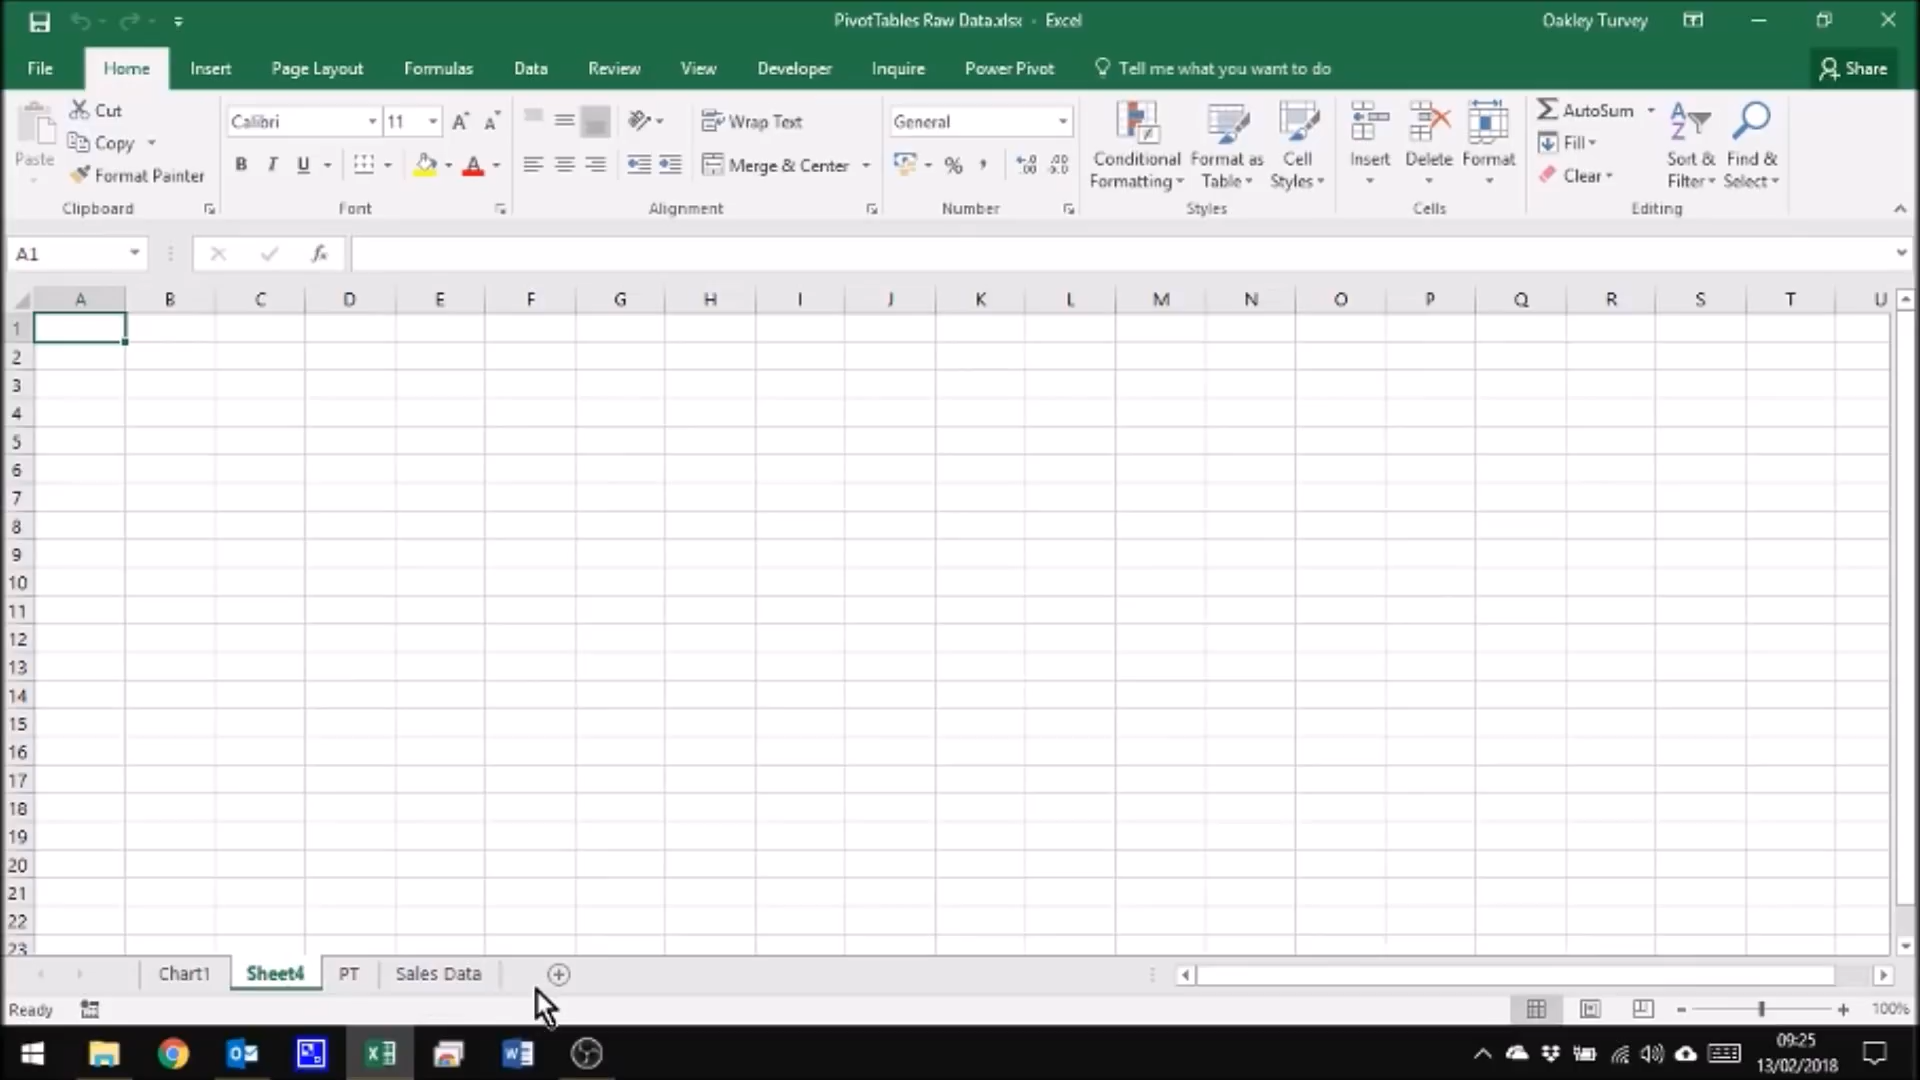 PivotTables Raw Data.xlsx - Excel
Oakley Turvey
File Home Insert Page Layout Formulas Data Review View Developer Inquire Power Pivot Tell me what you want to do Share
Paste
Cut
Copy
Format Painter
Clipboard
Calibri 11
B I U
Font
Wrap Text
Merge & Center
Alignment
General
%
Number
Conditional Formatting
Format as Table
Cell Styles
Styles
Insert Delete Format
Cells
AutoSum
Fill
Clear
Sort & Filter
Find & Select
Editing
A1
fx
A B C D E F G H I J K L M N O P Q R S T U
1
2
3
4
5
6
7
8
9
10
11
12
13
14
15
16
17
18
19
20
21
22
23
Chart1 Sheet4 PT Sales Data
Ready
100%
09:25
13/02/2018